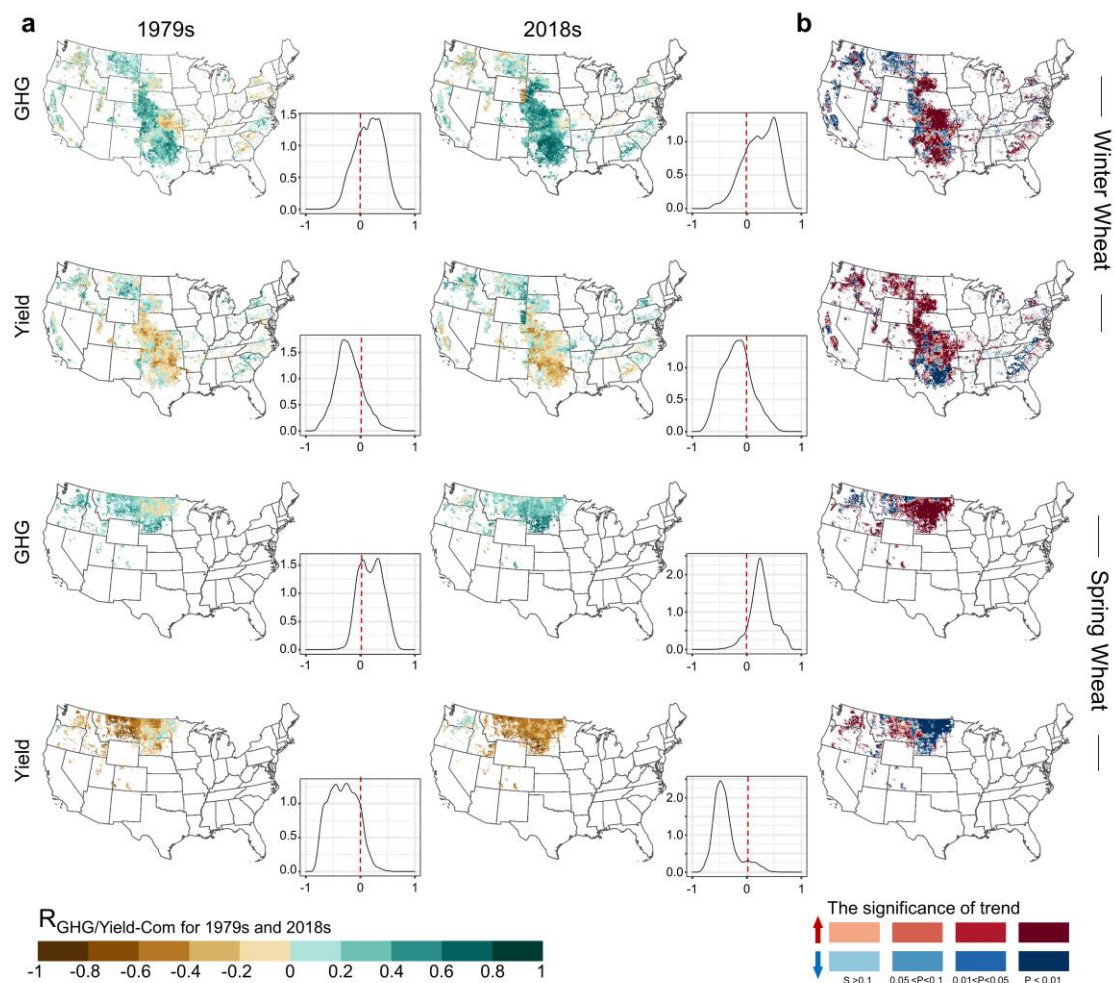 a
1979s
2018s
b
GHG
1.5
1.0
0.5
0.0
-1 0 1
1.0
0.5
0.0
-1 0 1
Winter Wheat
Yield
1.5
1.0
0.5
0.0
-1 0 1
1.0
0.5
0.0
-1 0 1
GHG
1.5
1.0
0.5
0.0
-1 0 1
2.0
1.0
0.0
-1 0 1
Spring Wheat
Yield
1.0
0.5
0.0
-1 0 1
2.0
1.0
0.0
-1 0 1
RGHG/Yield-Com for 1979s and 2018s
-1 -0.8 -0.6 -0.4 -0.2 0 0.2 0.4 0.6 0.8 1
The significance of trend
S >0.1 0.05 <P<0.1 0.01<P<0.05 P < 0.01